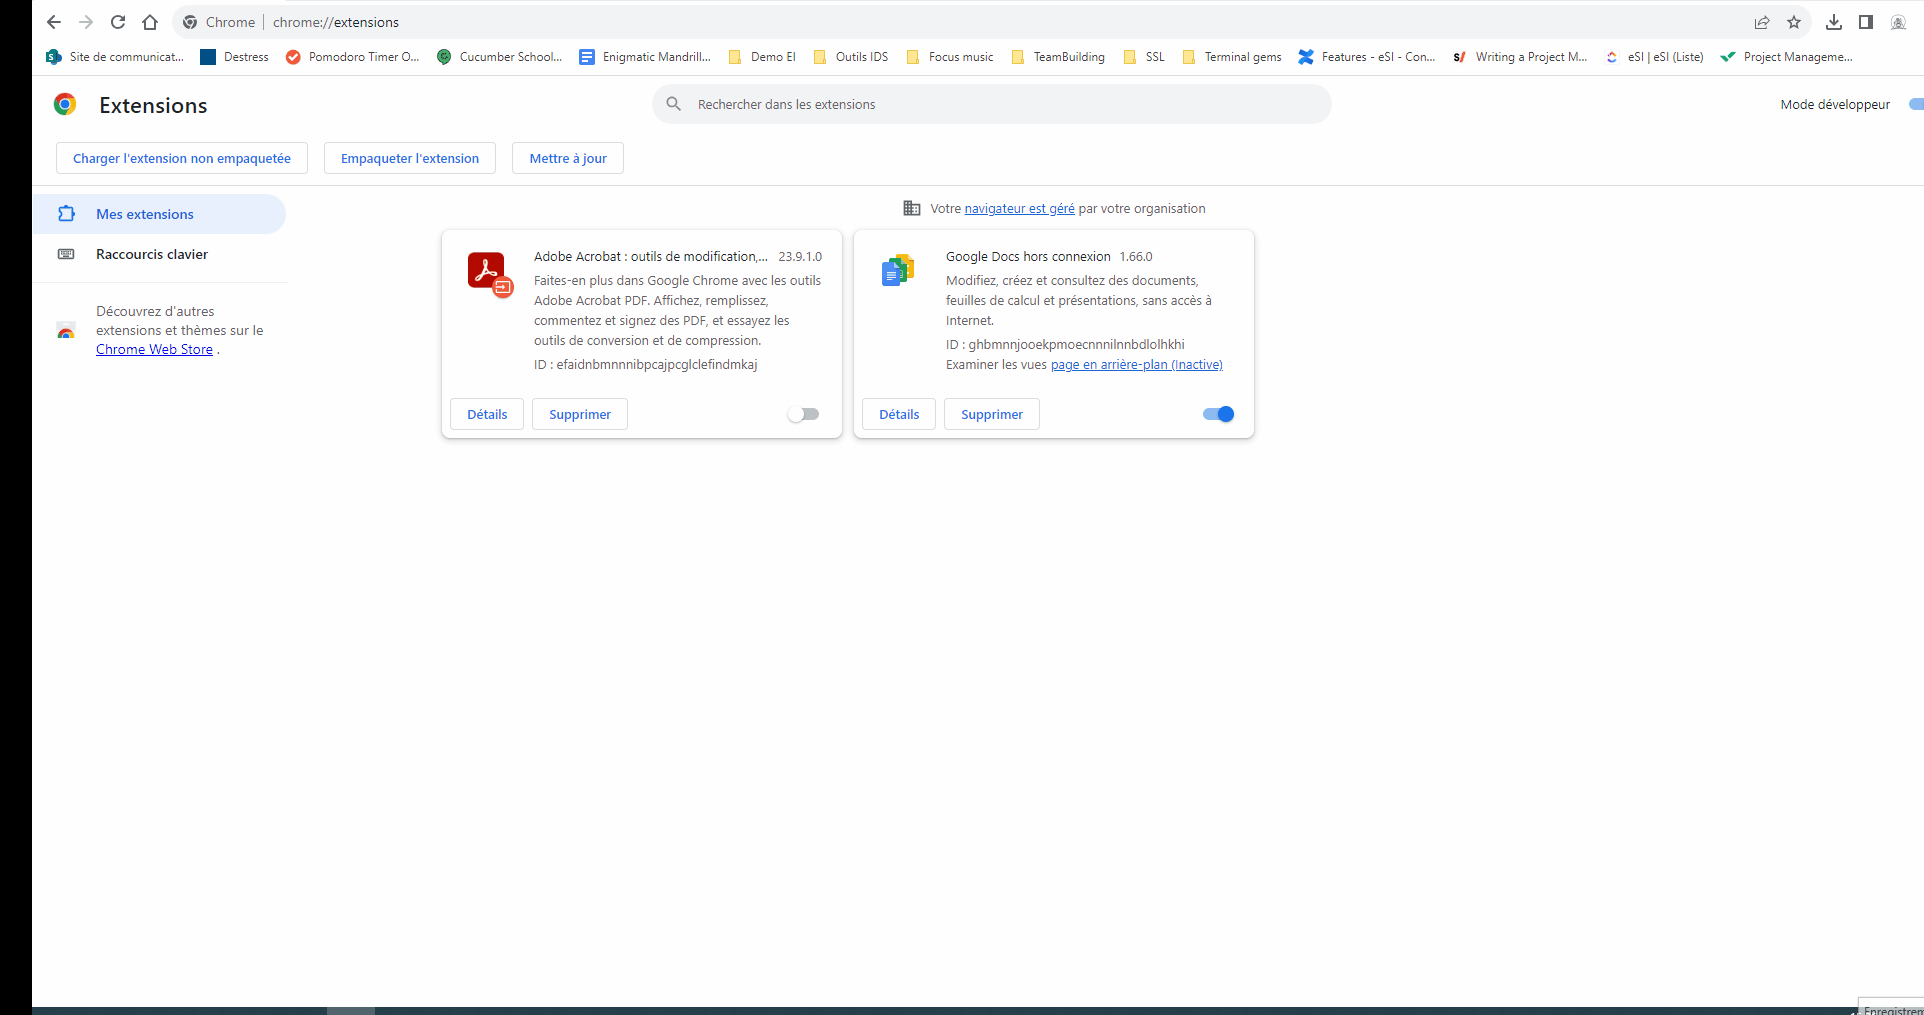 Chrome | chrome://extensions
Site de communicat... Destress Pomodoro Timer O... Cucumber School... Enigmatic Mandrill... Demo EI Outils IDS Focus music TeamBuilding SSL Terminal gems Features - eSI - Con... Writing a Project M... eSI | eSI (Liste) Project Manageme...
Extensions
Rechercher dans les extensions
Mode développeur
Charger l'extension non empaquetée Empaqueter l'extension Mettre à jour
Mes extensions
Raccourcis clavier
Découvrez d'autres
extensions et thèmes sur le
Chrome Web Store .
Votre navigateur est géré par votre organisation
Adobe Acrobat : outils de modification,... 23.9.1.0
Faites-en plus dans Google Chrome avec les outils
Adobe Acrobat PDF. Affichez, remplissez,
commentez et signez des PDF, et essayez les
outils de conversion et de compression.
ID : efaidnbmnnnibpcajpcglclefindmkaj
Détails Supprimer
Google Docs hors connexion 1.66.0
Modifiez, créez et consultez des documents,
feuilles de calcul et présentations, sans accès à
Internet.
ID : ghbmnnjooekpmoecnnnilnnbdlolhkhi
Examiner les vues page en arrière-plan (Inactive)
Détails Supprimer
Enregistrem